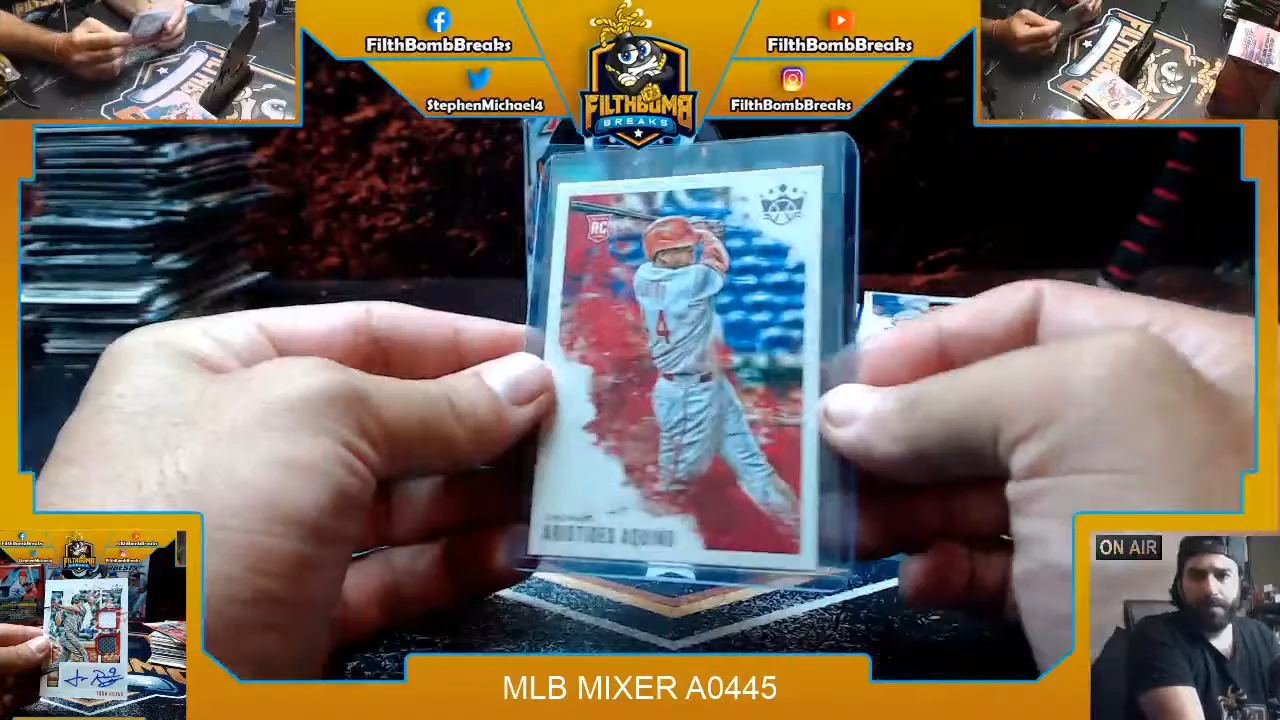 FilthBombBreaks
StephenMichael4
FILTHBOMB
BREAKS
FilthBombBreaks
FilthBombBreaks
RC
4
ARISTIDES AQUINO
ON AIR
MLB MIXER A0445